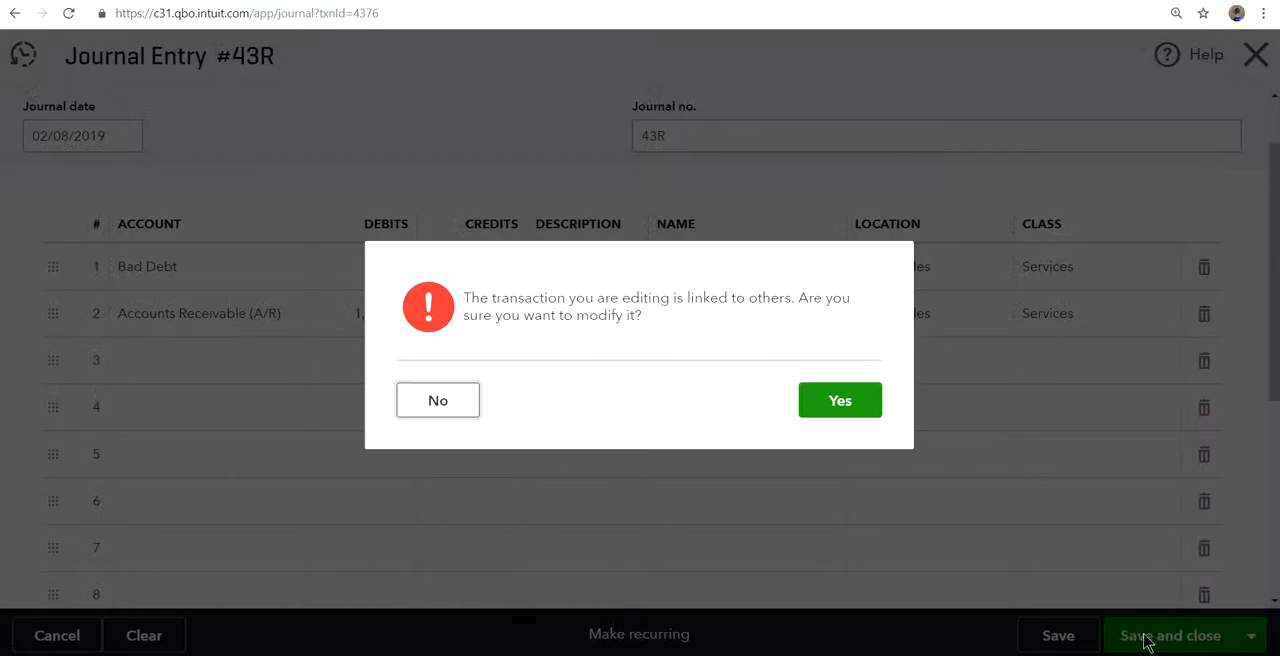 https://c31.qbo.intuit.com/app/journal?txnId=4376
Journal Entry #43R
Help
Journal date
Journal no.
02/08/2019
43R
# ACCOUNT DEBITS CREDITS DESCRIPTION NAME LOCATION CLASS
1 Bad Debt Services
2 Accounts Receivable (A/R) Services
3
4
5
6
7
8
The transaction you are editing is linked to others. Are you
sure you want to modify it?
No
Yes
Cancel
Clear
Make recurring
Save
Save and close